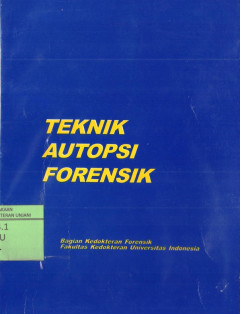 TEKNIK
AUTOPSI
FORENSIK
Bagian Kedokteran Forensik
Fakultas Kedokteran Universitas Indonesia